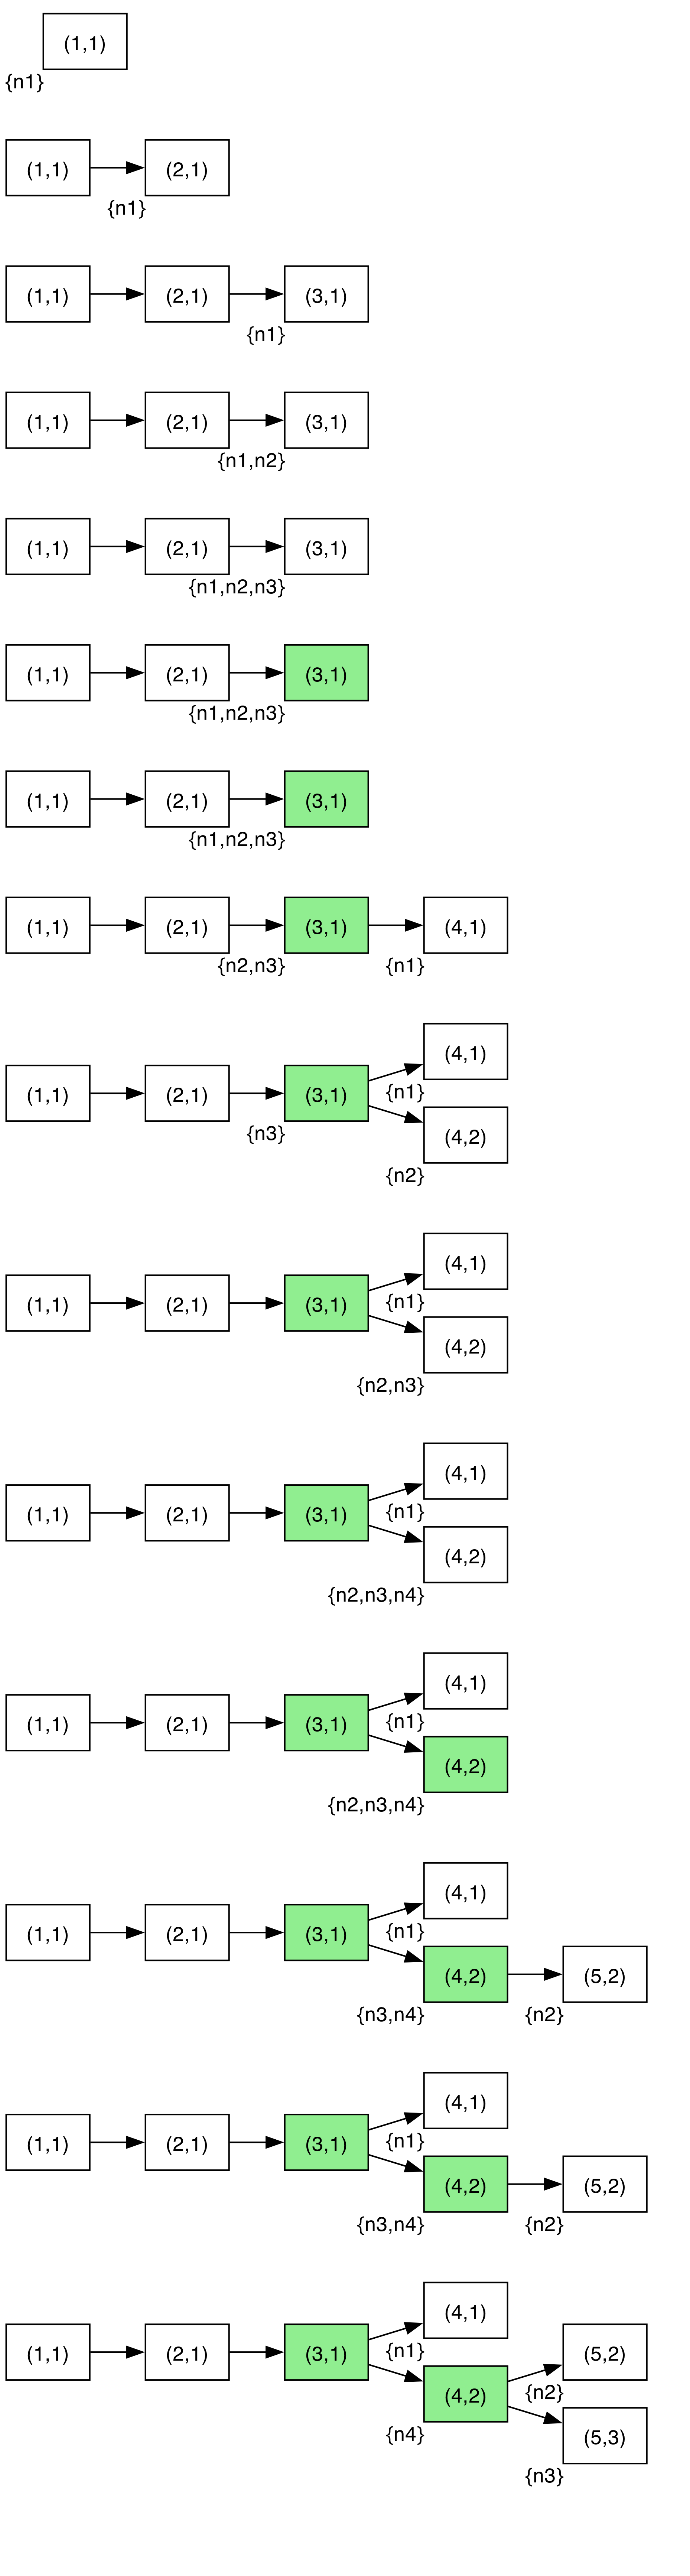 (1,1)
{n1}
(1,1) (2,1)
{n1}
(1,1) (2,1) (3,1)
{n1}
(1,1) (2,1) (3,1)
{n1,n2}
(1,1) (2,1) (3,1)
{n1,n2,n3}
(1,1) (2,1) (3,1)
{n1,n2,n3}
(1,1) (2,1) (3,1)
{n1,n2,n3}
(1,1) (2,1) (3,1) (4,1)
{n2,n3} {n1}
(4,1)
(1,1) (2,1) (3,1) {n1}
{n3} (4,2)
{n2}
(4,1)
(1,1) (2,1) (3,1) {n1}
(4,2)
{n2,n3}
(4,1)
(1,1) (2,1) (3,1) {n1}
(4,2)
{n2,n3,n4}
(4,1)
(1,1) (2,1) (3,1) {n1}
(4,2)
{n2,n3,n4}
(4,1)
(1,1) (2,1) (3,1) {n1}
(4,2) (5,2)
{n3,n4} {n2}
(4,1)
(1,1) (2,1) (3,1) {n1}
(4,2) (5,2)
{n3,n4} {n2}
(4,1)
(1,1) (2,1) (3,1) {n1} (5,2)
(4,2) {n2}
{n4} (5,3)
{n3}